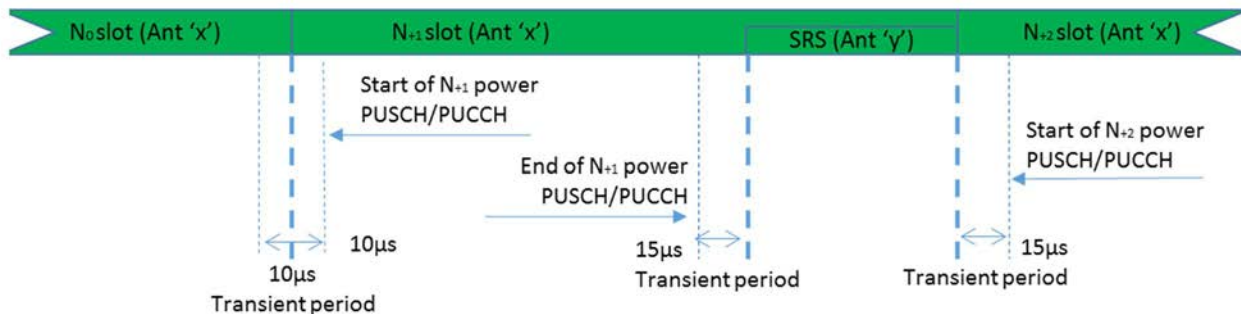 N₀ slot (Ant ‘x’)
N₊₁ slot (Ant ‘x’)
SRS (Ant ‘y’)
N₊₂ slot (Ant ‘x’)
Start of N₊₁ power
PUSCH/PUCCH
End of N₊₁ power
PUSCH/PUCCH
Start of N₊₂ power
PUSCH/PUCCH
10µs
10µs
Transient period
15µs
Transient period
15µs
Transient period